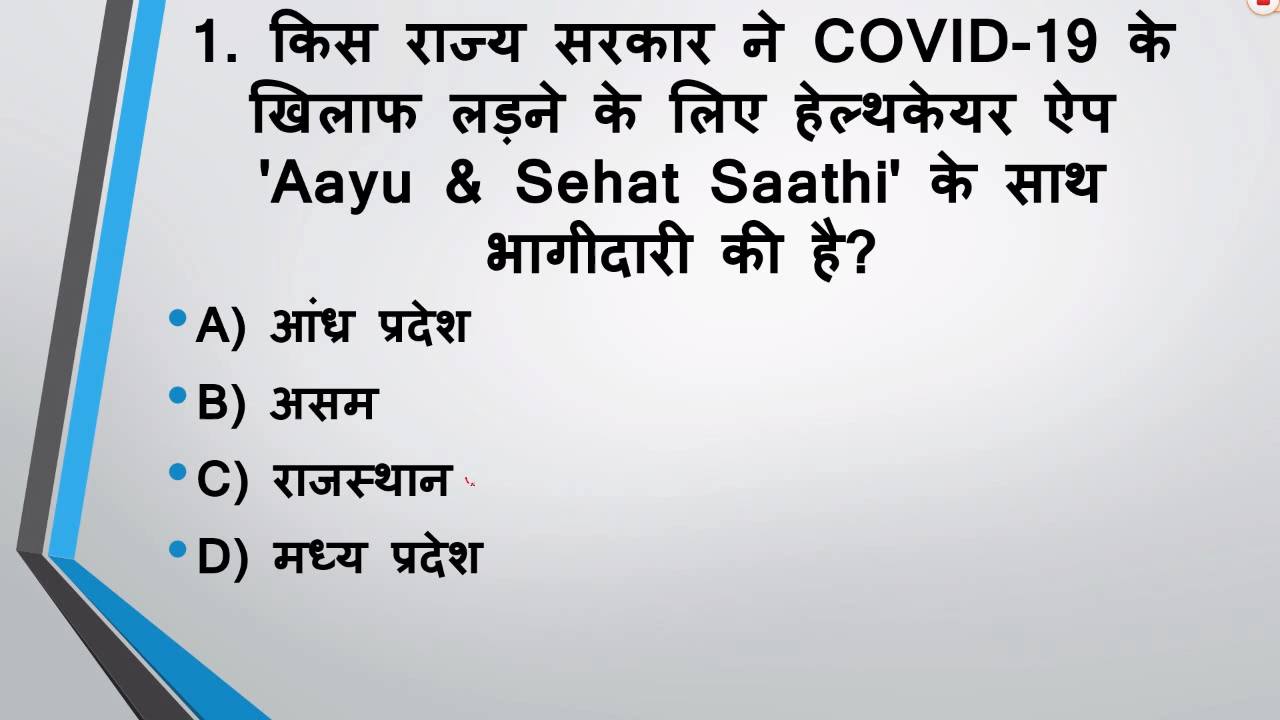 1. किस राज्य सरकार ने COVID-19 के
खिलाफ लड़ने के लिए हेल्थकेयर ऐप
'Aayu & Sehat Saathi' के साथ
भागीदारी की है?
A) आंध्र प्रदेश
B) असम
C) राजस्थान
D) मध्य प्रदेश